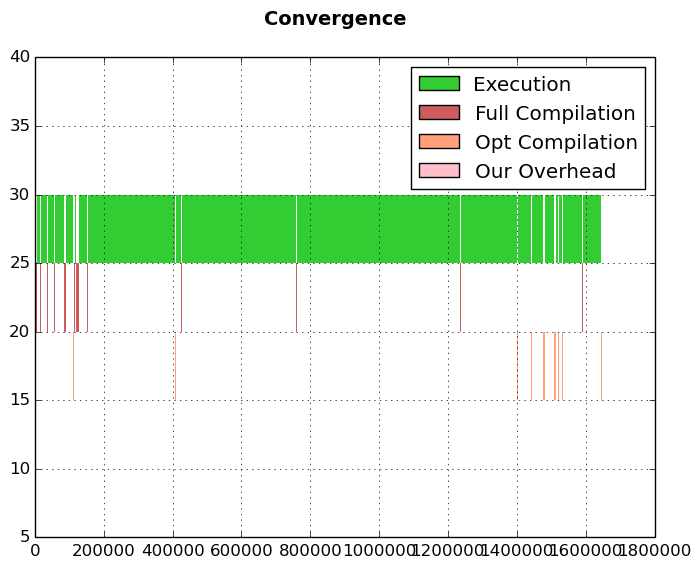 Convergence
Execution
Full Compilation
Opt Compilation
Our Overhead
40
35
30
25
20
15
10
5
0 200000 400000 600000 800000 1000000 1200000 1400000 1600000 1800000